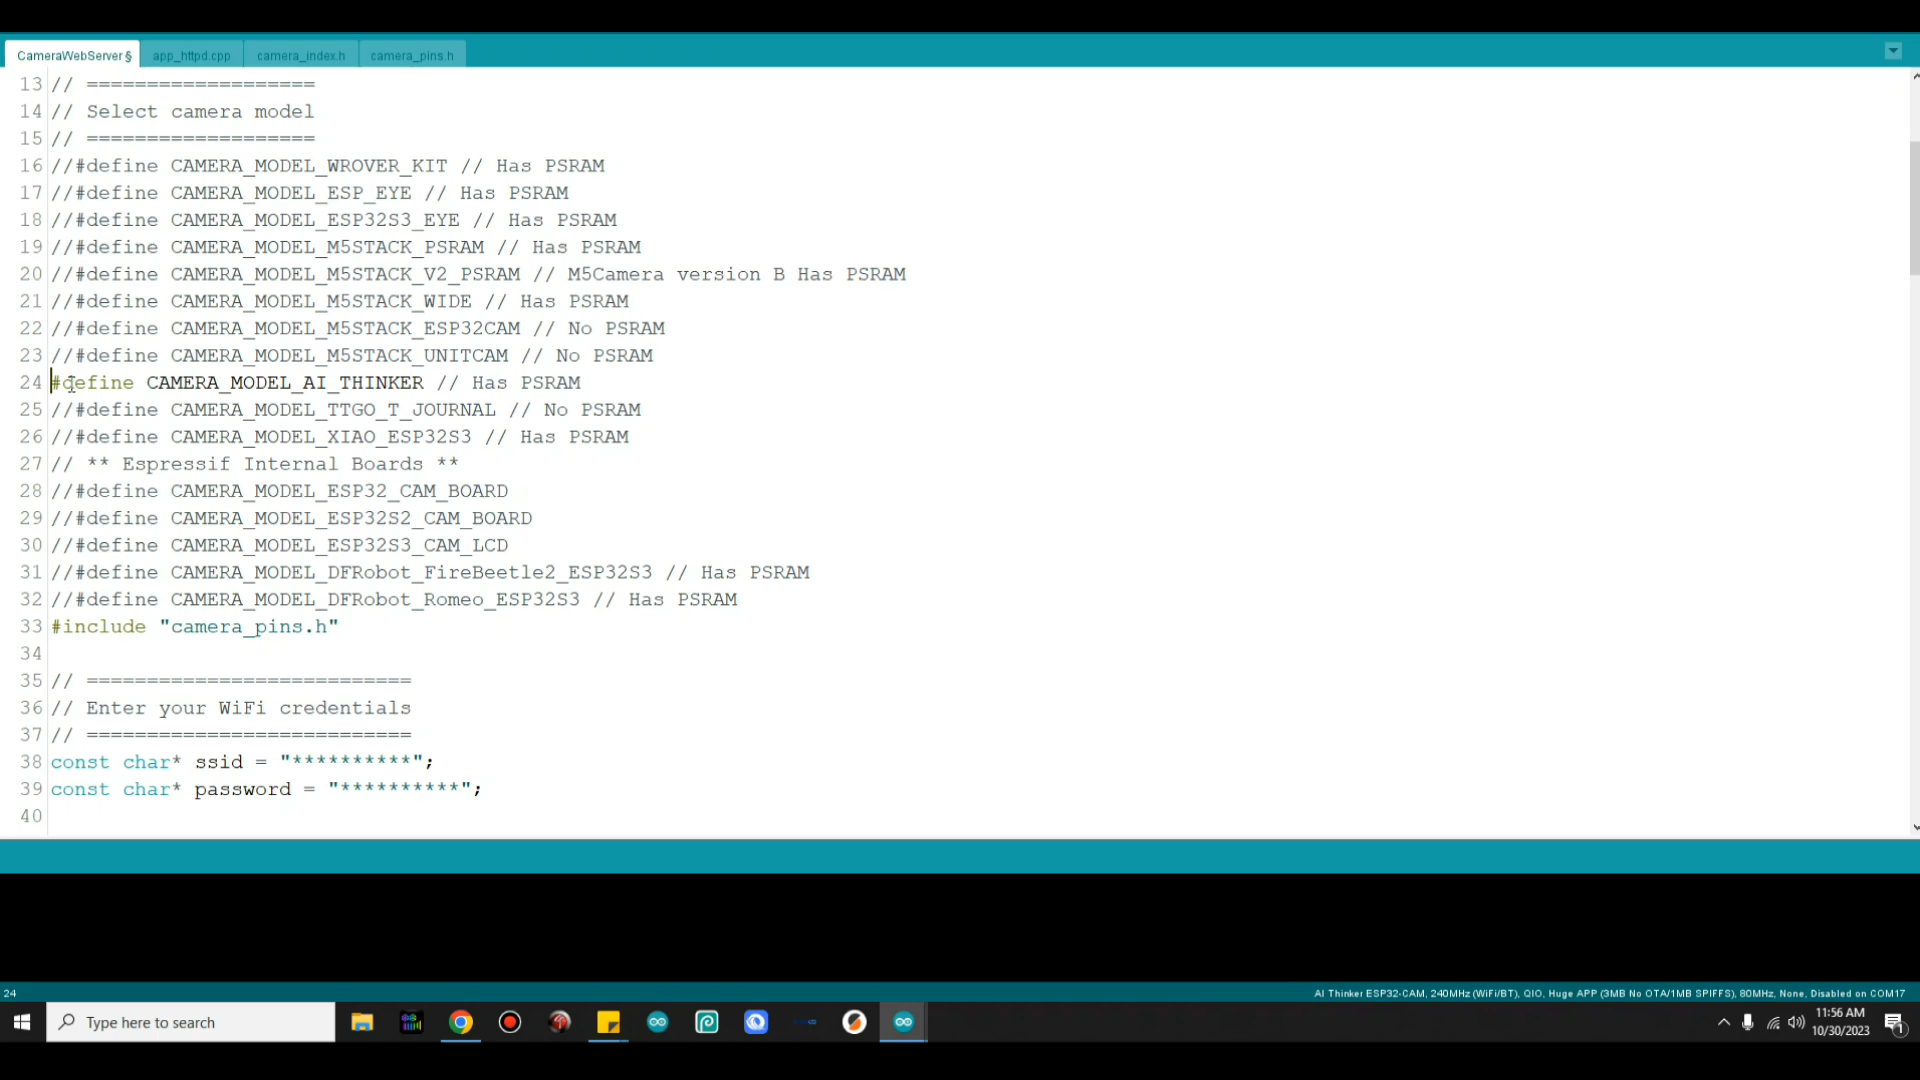 CameraWebServer § app_httpd.cpp camera_index.h camera_pins.h
13 // ===================
14 // Select camera model
15 // ===================
16 //#define CAMERA_MODEL_WROVER_KIT // Has PSRAM
17 //#define CAMERA_MODEL_ESP_EYE // Has PSRAM
18 //#define CAMERA_MODEL_ESP32S3_EYE // Has PSRAM
19 //#define CAMERA_MODEL_M5STACK_PSRAM // Has PSRAM
20 //#define CAMERA_MODEL_M5STACK_V2_PSRAM // M5Camera version B Has PSRAM
21 //#define CAMERA_MODEL_M5STACK_WIDE // Has PSRAM
22 //#define CAMERA_MODEL_M5STACK_ESP32CAM // No PSRAM
23 //#define CAMERA_MODEL_M5STACK_UNITCAM // No PSRAM
24 #define CAMERA_MODEL_AI_THINKER // Has PSRAM
25 //#define CAMERA_MODEL_TTGO_T_JOURNAL // No PSRAM
26 //#define CAMERA_MODEL_XIAO_ESP32S3 // Has PSRAM
27 // ** Espressif Internal Boards **
28 //#define CAMERA_MODEL_ESP32_CAM_BOARD
29 //#define CAMERA_MODEL_ESP32S2_CAM_BOARD
30 //#define CAMERA_MODEL_ESP32S3_CAM_LCD
31 //#define CAMERA_MODEL_DFRobot_FireBeetle2_ESP32S3 // Has PSRAM
32 //#define CAMERA_MODEL_DFRobot_Romeo_ESP32S3 // Has PSRAM
33 #include "camera_pins.h"
34
35 // ===========================
36 // Enter your WiFi credentials
37 // ===========================
38 const char* ssid = "**********";
39 const char* password = "**********";
40
24 AI Thinker ESP32-CAM, 240MHz (WiFi/BT), QIO, Huge APP (3MB No OTA/1MB SPIFFS), 80MHz, None, Disabled on COM17
Type here to search
11:56 AM
10/30/2023
1